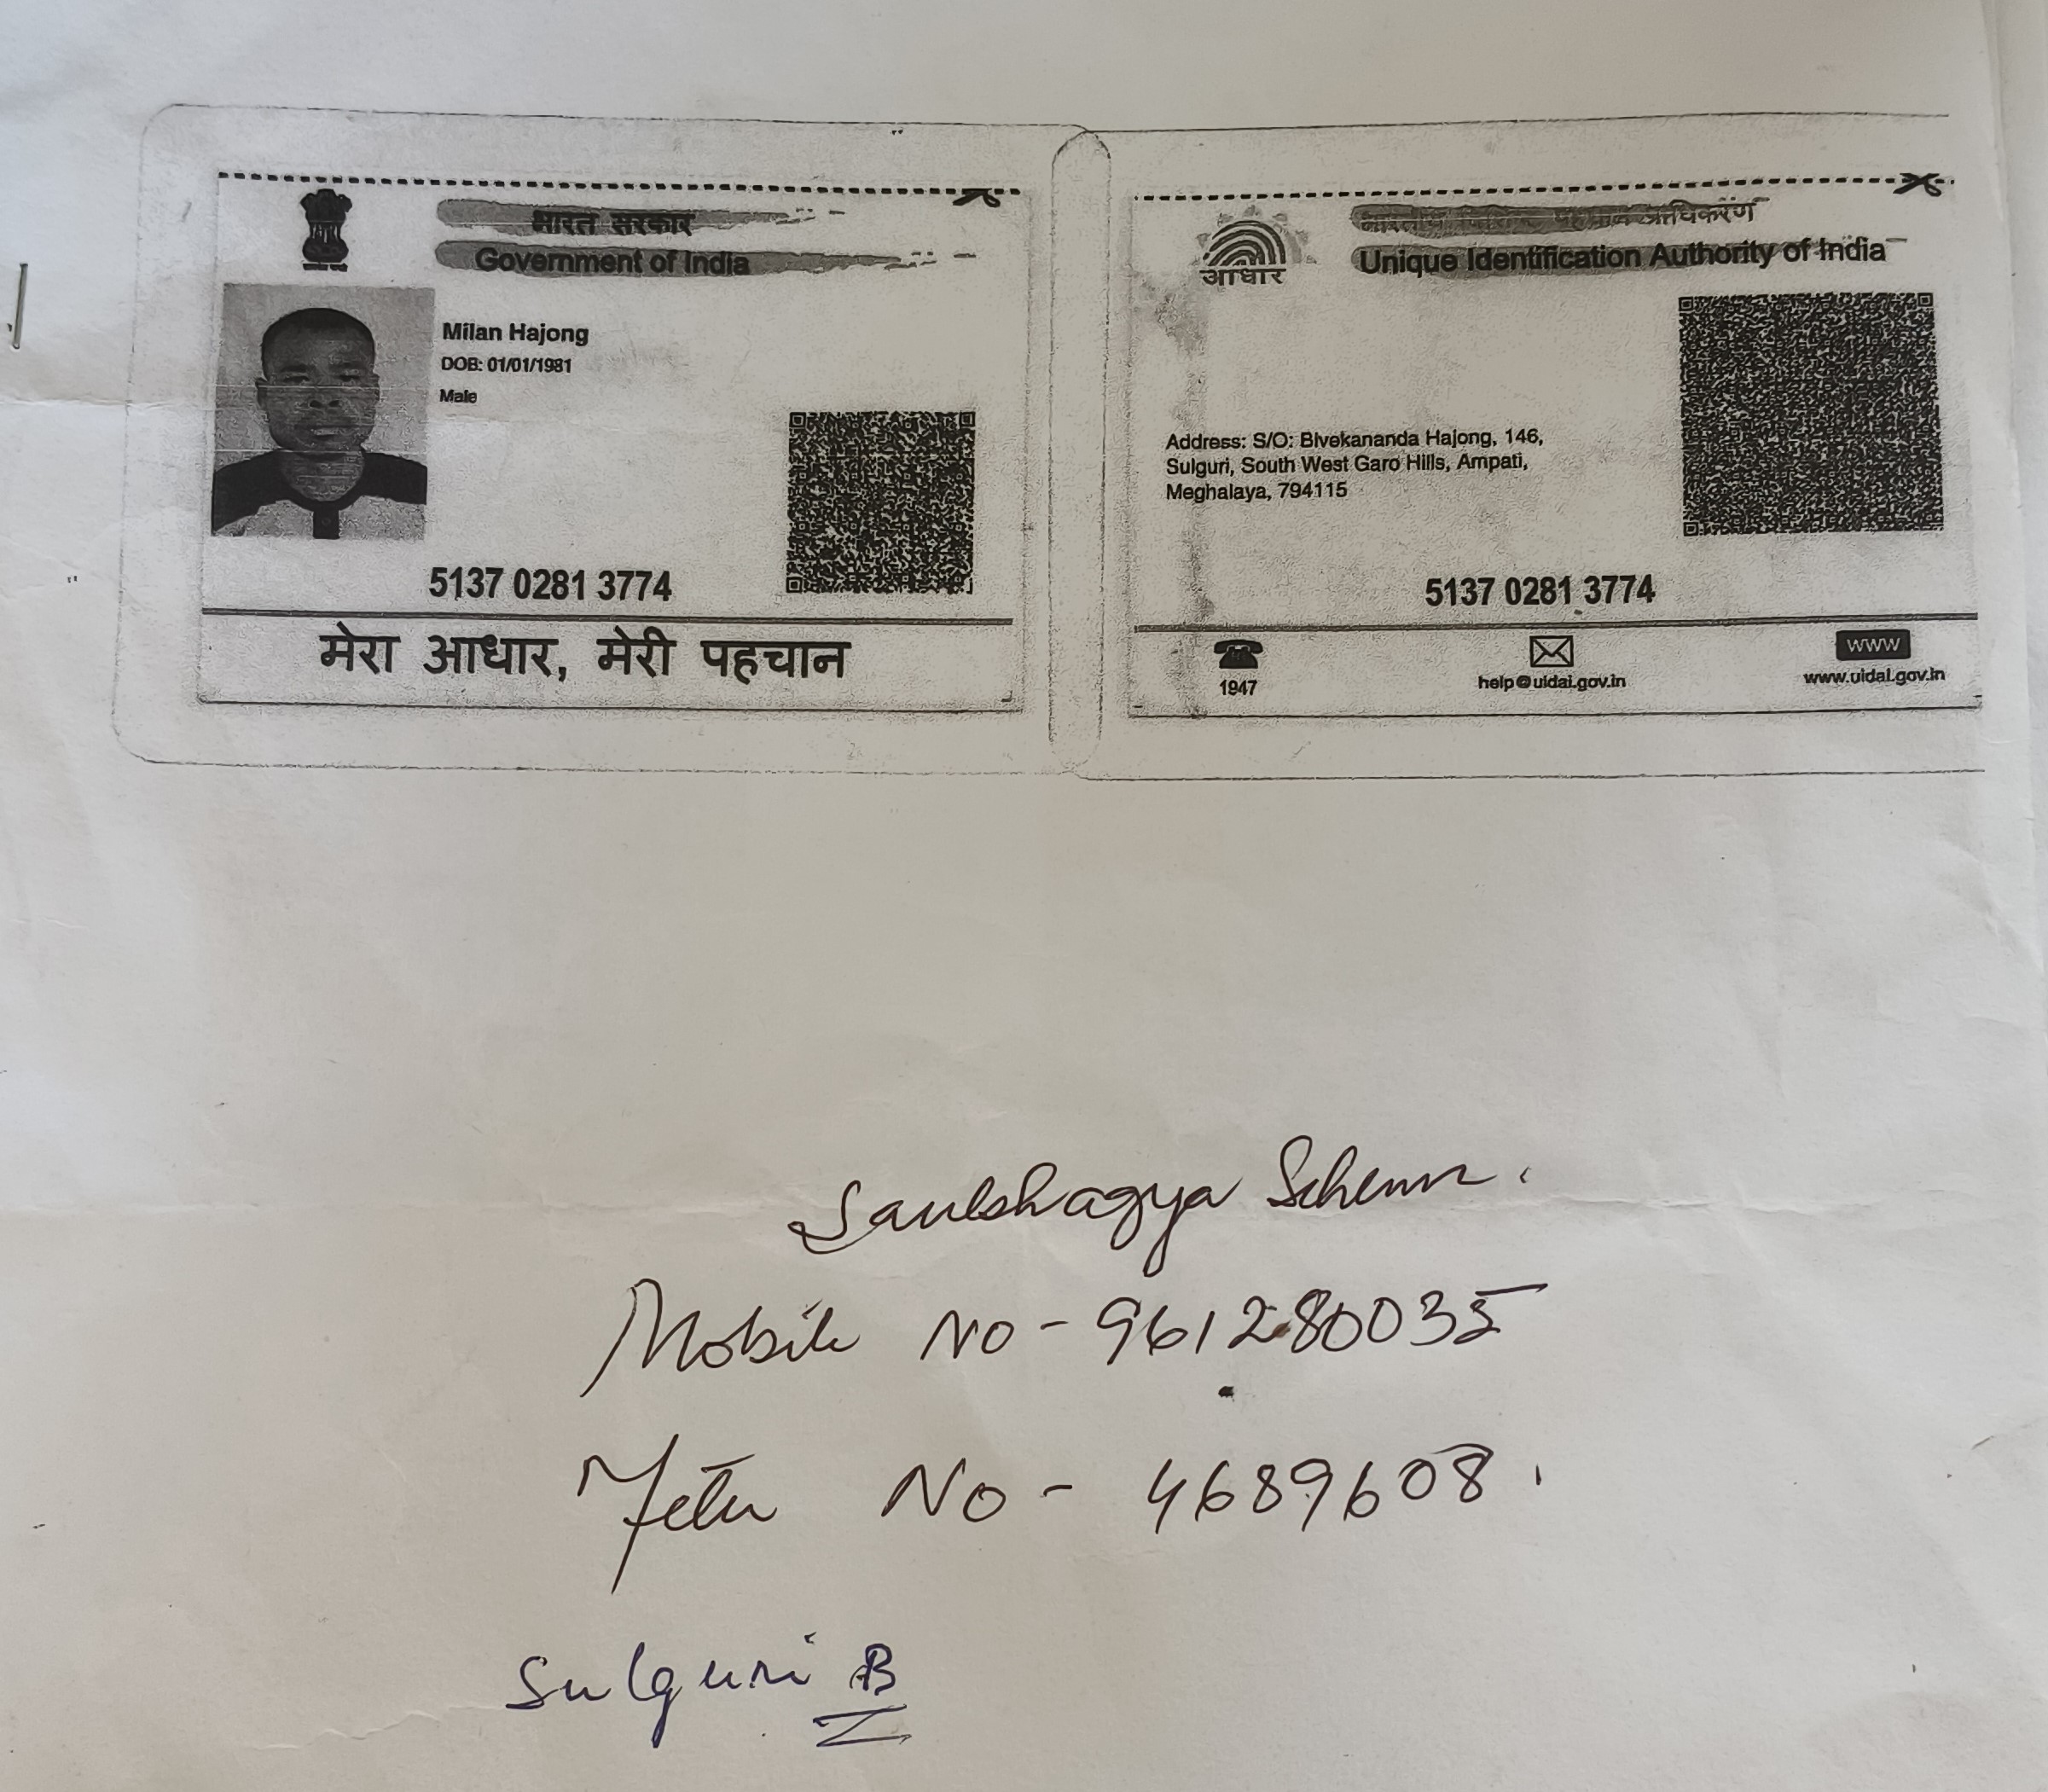 भारत सरकार
Government of India
Milan Hajong
DOB: 01/01/1981
Male
5137 0281 3774
मेरा आधार, मेरी पहचान
प्राधिकरण
Unique Identification Authority of India
आधार
Address: S/O: Bivekananda Hajong, 146,
Sulguri, South West Garo Hills, Ampati,
Meghalaya, 794115
5137 0281 3774
1947
help@uidai.gov.in
www
www.uidai.gov.in
Saubhagya Scheme.
Mobile No - 961280035
Meter No - 4689608.
Sulguri B